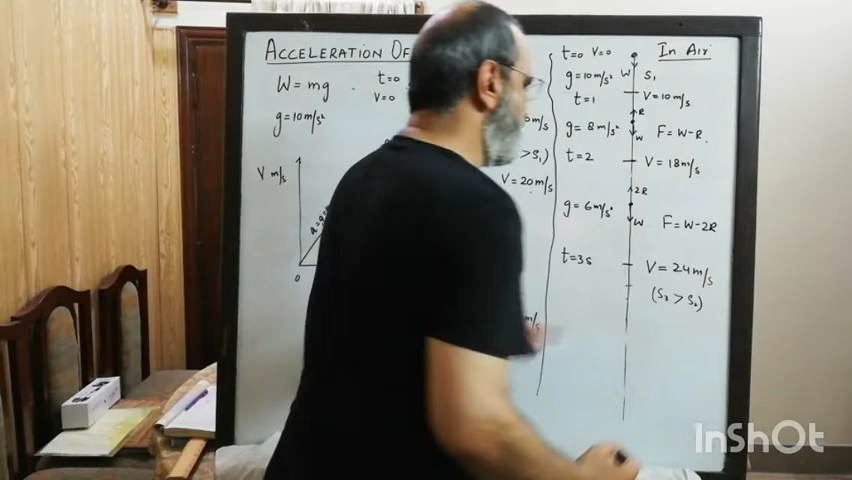 ACCELERATION OF
W = mg
g = 10 m/s²
t=0
V=0
V m/s
a=g=
0
m/s
> S₁)
V = 20 m/s
m/s
In Air
t=0 V=0
g = 10 m/s²
W
S₁
t=1
V = 10 m/s
R
g = 8 m/s²
W
F = W-R
t = 2
V = 18 m/s
2R
g = 6 m/s²
W
F = W-2R
t = 3s
V = 24 m/s
(S₃ > S₂)
InShOt